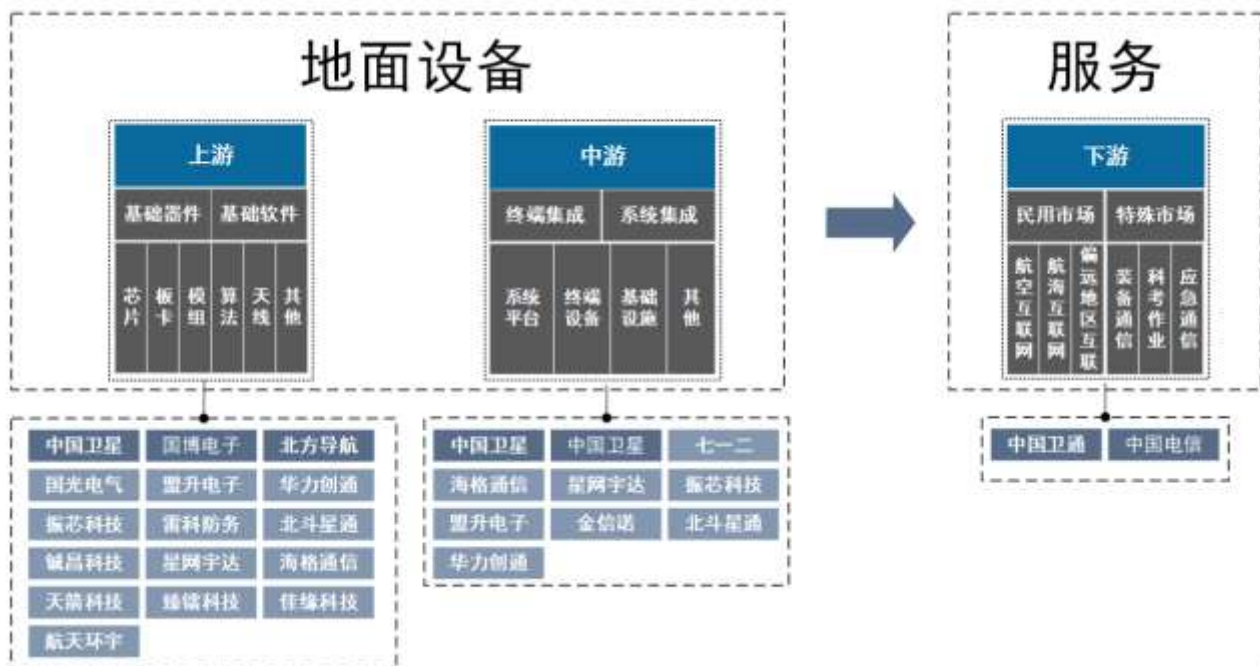 地面设备
服务
上游
中游
下游
基础器件 基础软件
终端集成 系统集成
民用市场 特殊市场
芯片
板卡
模组
算法
天线
其他
系统平台
终端设备
基础设施
其他
航空互联网
航海互联网
偏远地区互联
装备通信
科考作业
应急通信
中国卫星 国博电子 北方导航
国光电气 盟升电子 华力创通
振芯科技 雷科防务 北斗星通
铖昌科技 星网宇达 海格通信
天箭科技 臻镭科技 佳缘科技
航天环宇
中国卫星 中国卫星 七一二
海格通信 星网宇达 振芯科技
盟升电子 金信诺 北斗星通
华力创通
中国卫通 中国电信